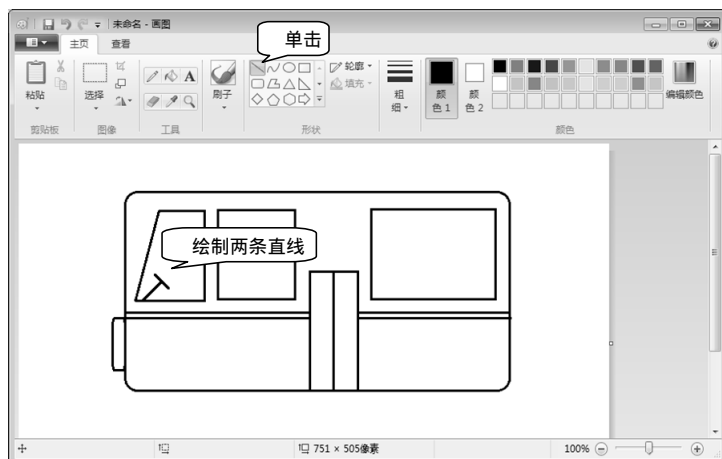 未命名 - 画图
主页 查看
单击
粘贴
选择
A
刷子
轮廓
填充
粗
细
颜
色 1
颜
色 2
编辑颜色
剪贴板 图像 工具 形状 颜色
绘制两条直线
751 × 505像素 100%